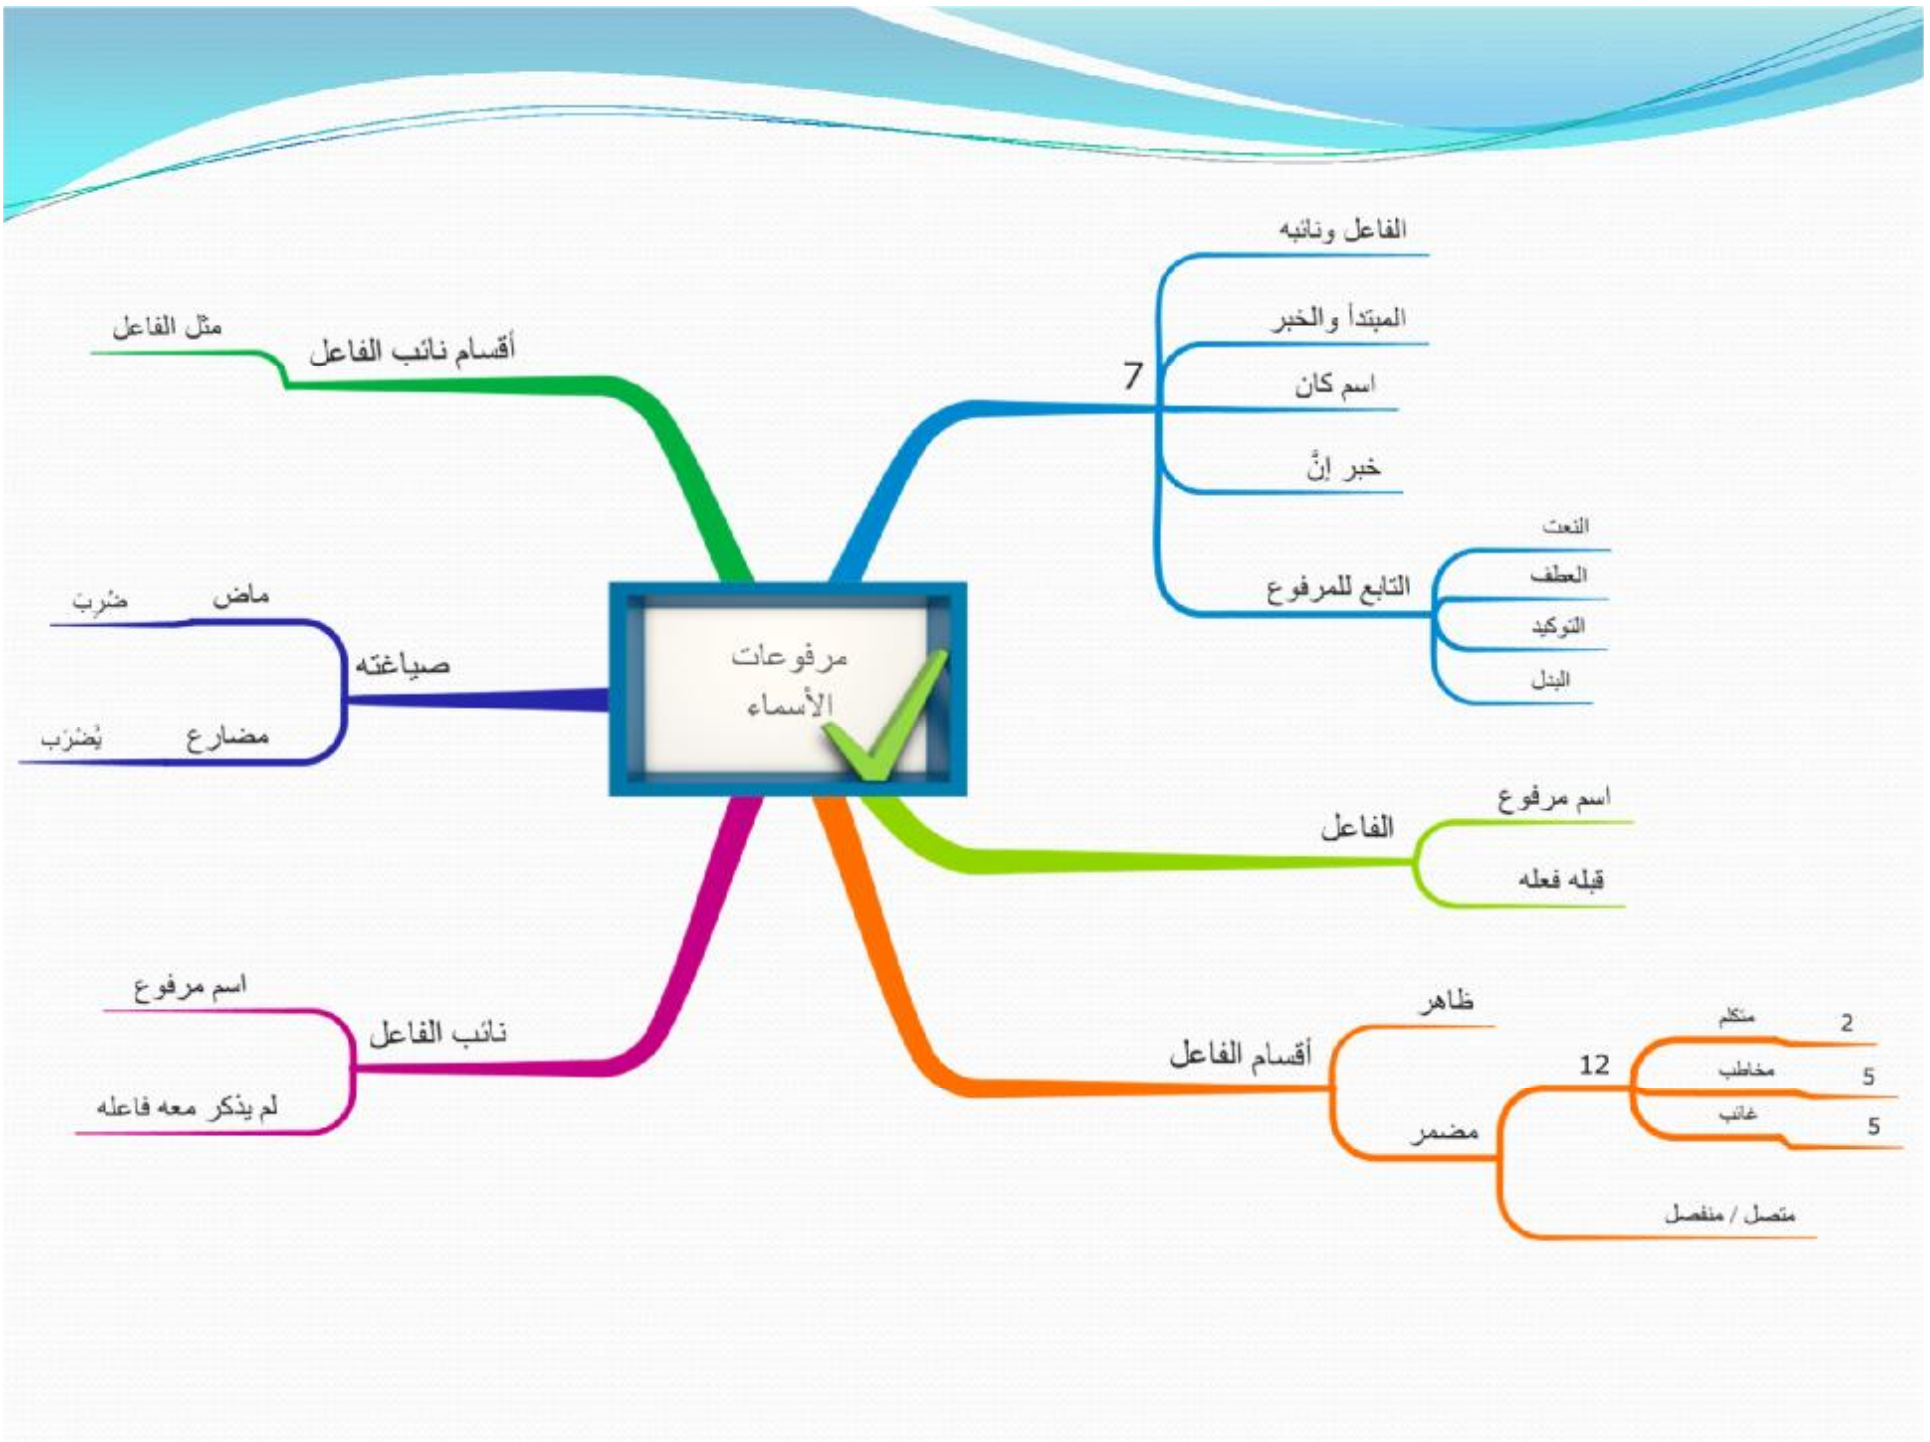 مرفوعات
الأسماء
7
الفاعل ونائبه
المبتدأ والخبر
اسم كان
خبر إنَّ
التابع للمرفوع
النعت
العطف
التوكيد
البدل
الفاعل
اسم مرفوع
قبله فعله
أقسام الفاعل
ظاهر
مضمر
12
متكلم 2
مخاطب 5
غائب 5
متصل / منفصل
نائب الفاعل
اسم مرفوع
لم يذكر معه فاعله
صياغته
ماض ضُرِبَ
مضارع يُضْرَب
أقسام نائب الفاعل
مثل الفاعل